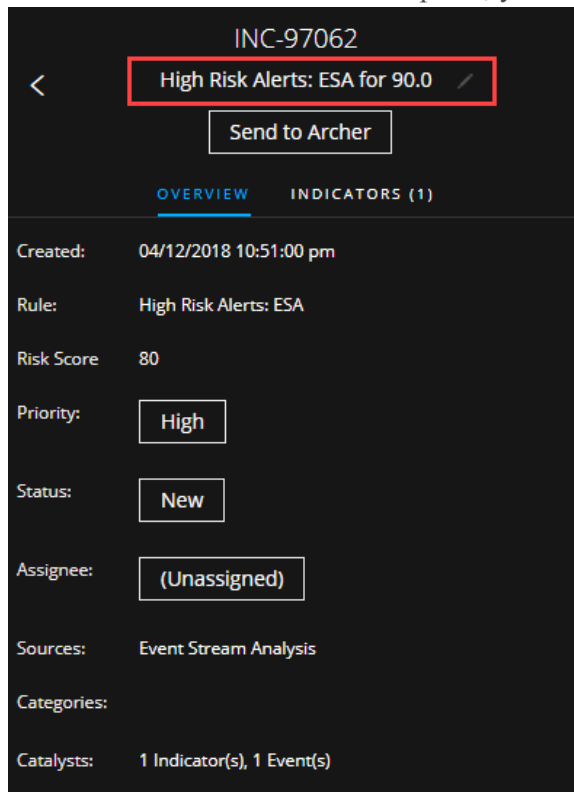 INC-97062
<
High Risk Alerts: ESA for 90.0
Send to Archer
OVERVIEW INDICATORS (1)
Created: 04/12/2018 10:51:00 pm
Rule: High Risk Alerts: ESA
Risk Score 80
Priority: High
Status: New
Assignee: (Unassigned)
Sources: Event Stream Analysis
Categories:
Catalysts: 1 Indicator(s), 1 Event(s)